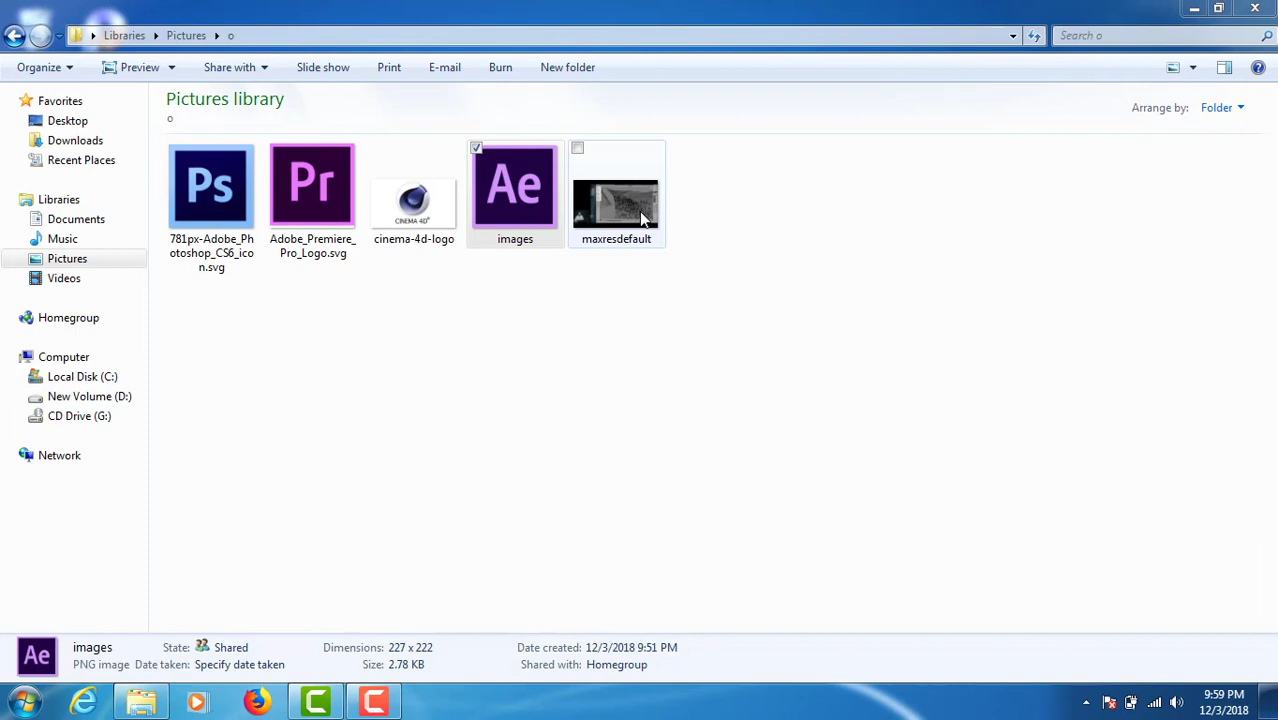 Libraries Pictures o Search o
Organize Preview Share with Slide show Print E-mail Burn New folder
Favorites
Desktop
Downloads
Recent Places
Libraries
Documents
Music
Pictures
Videos
Homegroup
Computer
Local Disk (C:)
New Volume (D:)
CD Drive (G:)
Network
Pictures library
o
Arrange by: Folder
Ps
781px-Adobe_Ph
otoshop_CS6_ico
n.svg
Pr
Adobe_Premiere_
Pro_Logo.svg
CINEMA 4D
cinema-4d-logo
Ae
images
maxresdefault
Ae
images State: Shared Dimensions: 227 x 222 Date created: 12/3/2018 9:51 PM
PNG image Date taken: Specify date taken Size: 2.78 KB Shared with: Homegroup
9:59 PM
12/3/2018